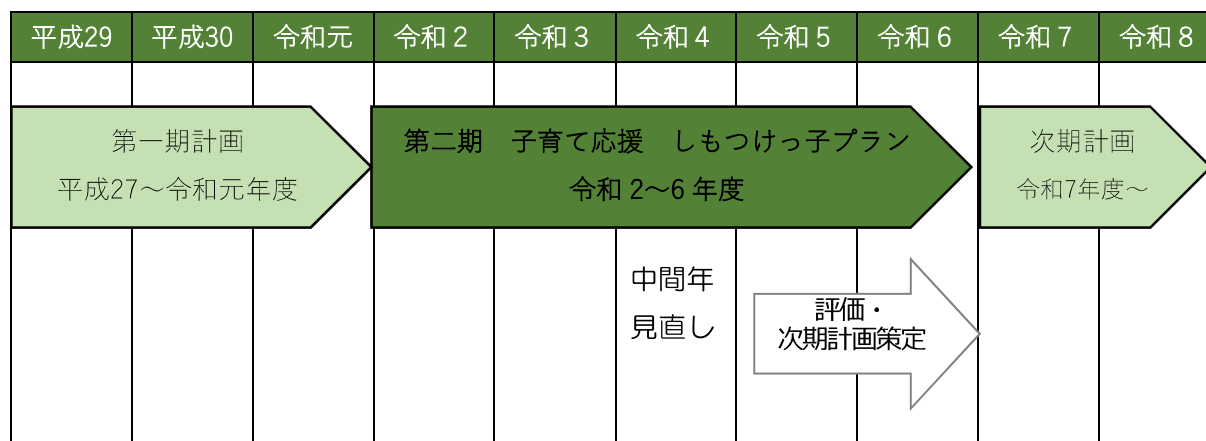 平成29 平成30 令和元 令和2 令和3 令和4 令和5 令和6 令和7 令和8
第一期計画
平成27～令和元年度
第二期　子育て応援　しもつけっ子プラン
令和 2～6 年度
次期計画
令和7年度～
中間年
見直し
評価・
次期計画策定